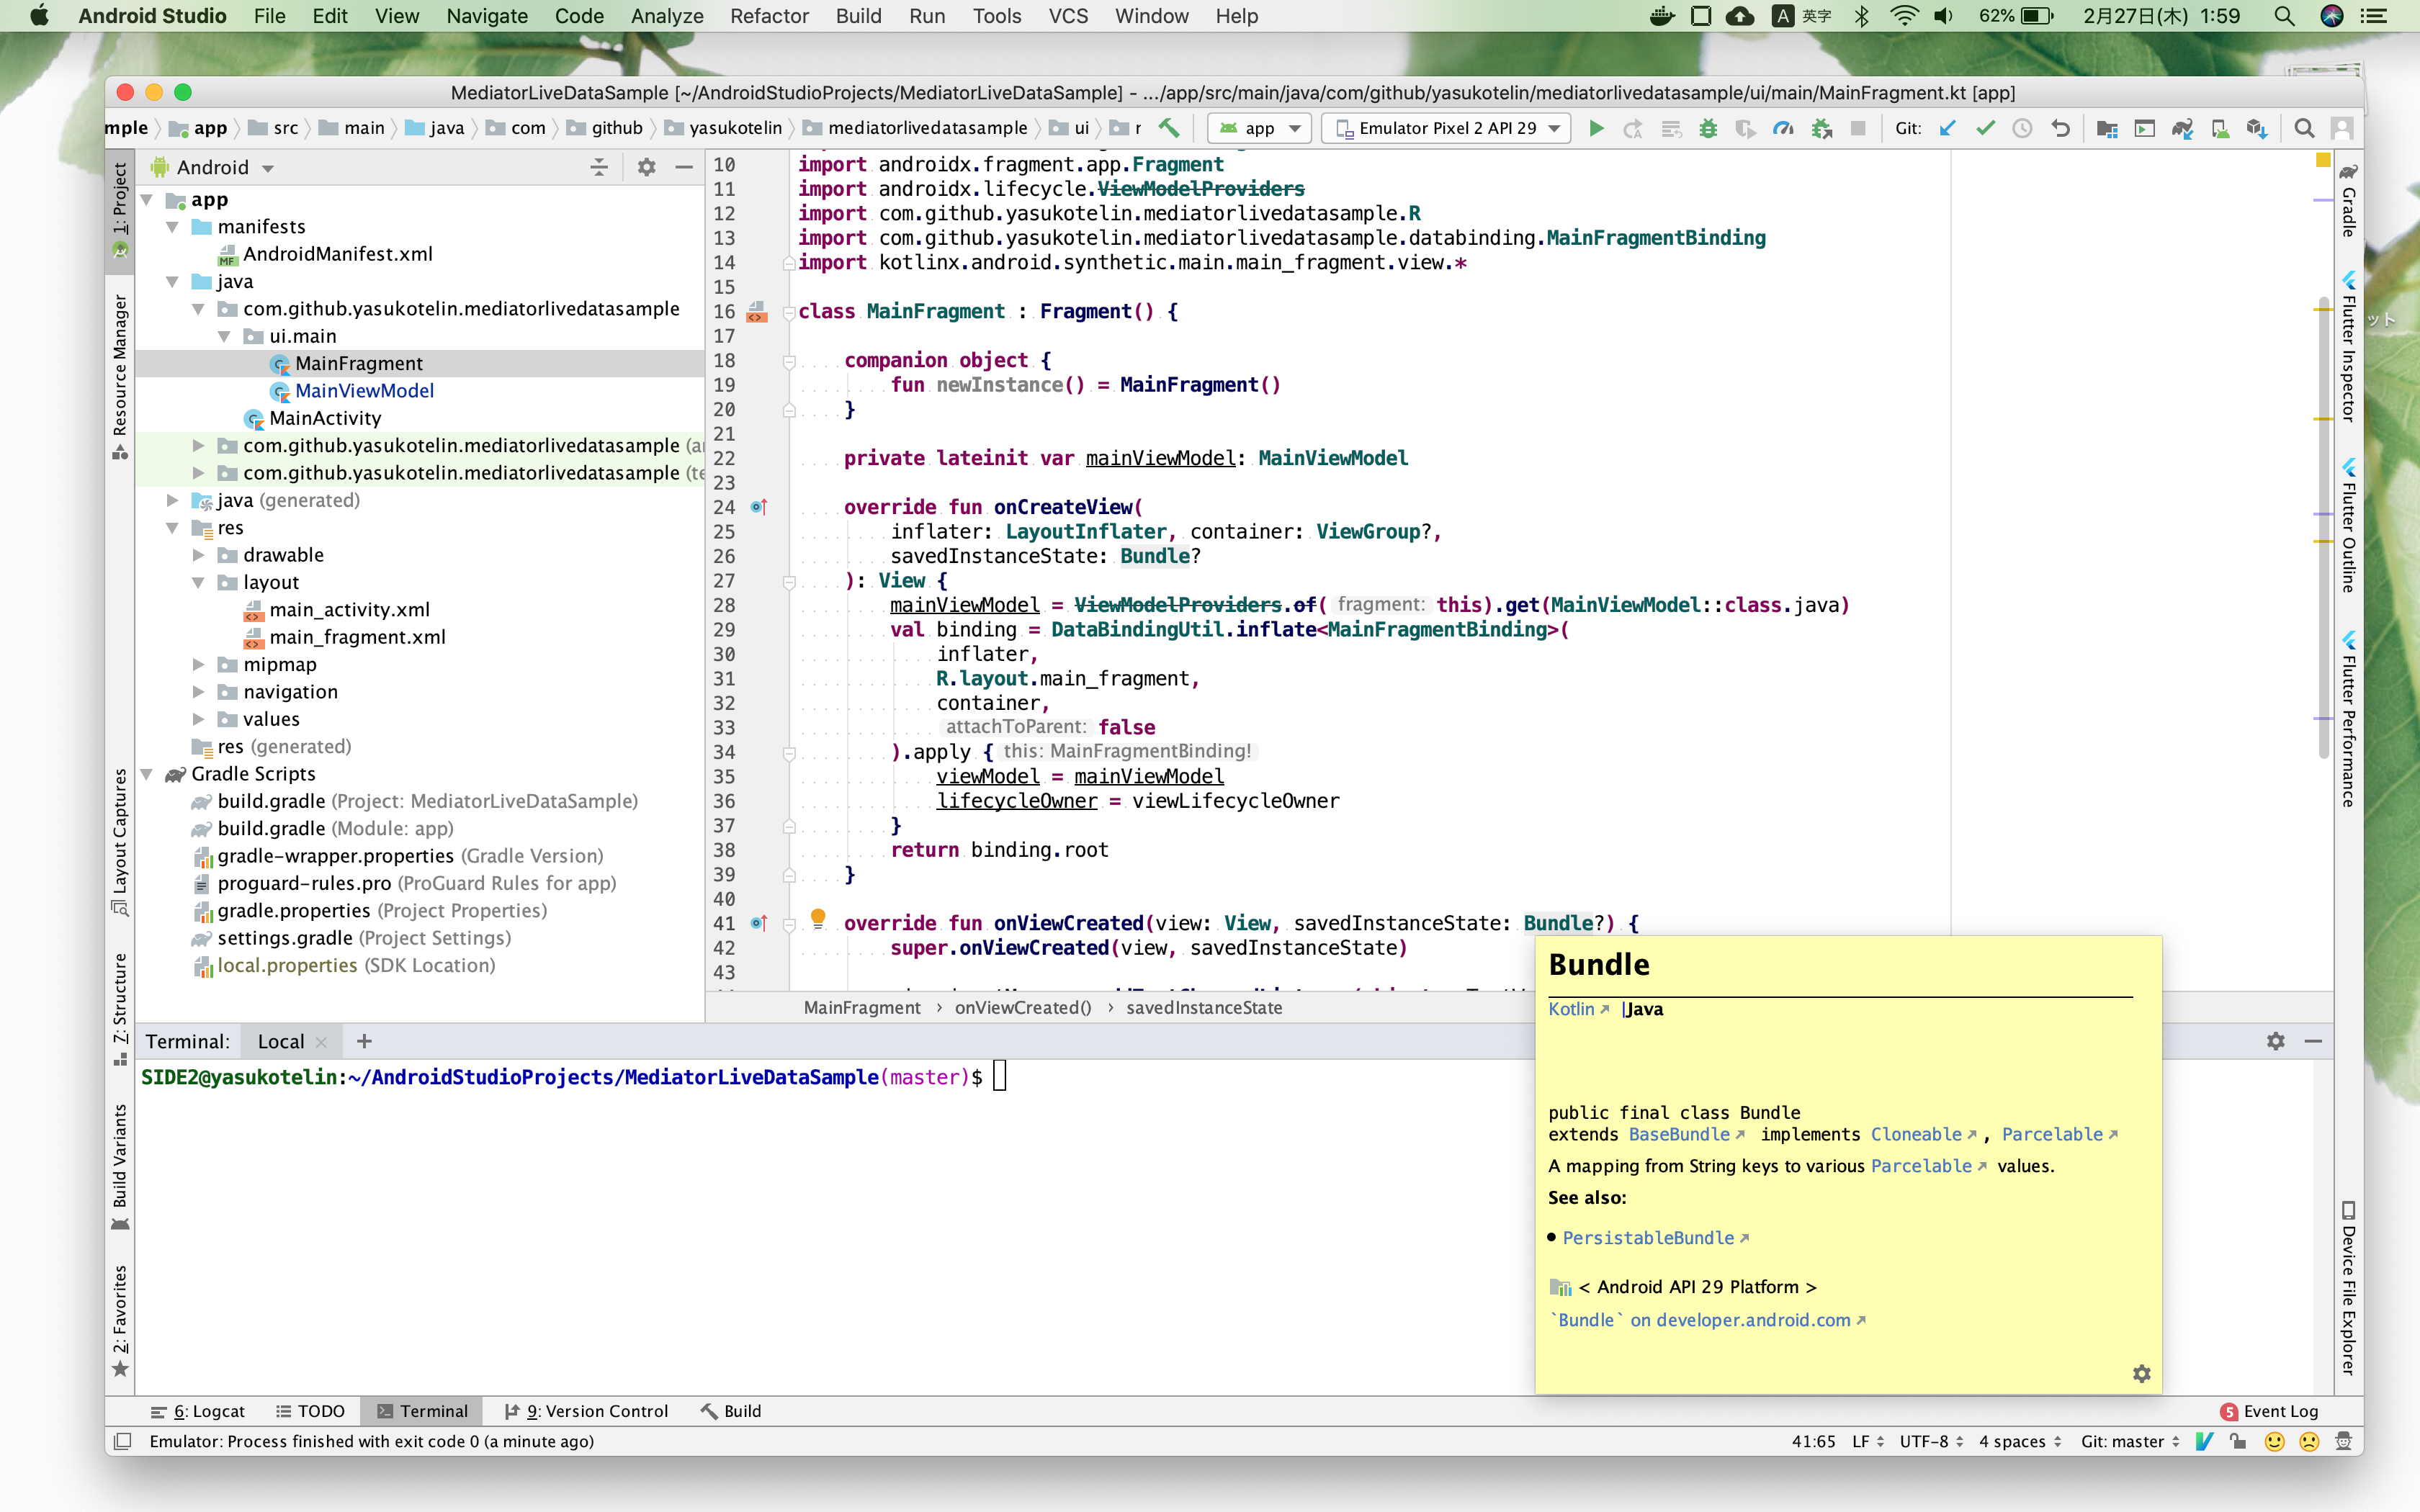 Android Studio File Edit View Navigate Code Analyze Refactor Build Run Tools VCS Window Help
A 英字 62% 2月27日(木) 1:59
MediatorLiveDataSample [~/AndroidStudioProjects/MediatorLiveDataSample] - .../app/src/main/java/com/github/yasukotelin/mediatorlivedatasample/ui/main/MainFragment.kt [app]
mple app src main java com github yasukotelin mediatorlivedatasample ui r app Emulator Pixel 2 API 29 Git:
1: Project
Resource Manager
Layout Captures
Z: Structure
Build Variants
2: Favorites
Android
app
manifests
MF AndroidManifest.xml
java
com.github.yasukotelin.mediatorlivedatasample
ui.main
MainFragment
MainViewModel
MainActivity
com.github.yasukotelin.mediatorlivedatasample (a
com.github.yasukotelin.mediatorlivedatasample (te
java (generated)
res
drawable
layout
main_activity.xml
main_fragment.xml
mipmap
navigation
values
res (generated)
Gradle Scripts
build.gradle (Project: MediatorLiveDataSample)
build.gradle (Module: app)
gradle-wrapper.properties (Gradle Version)
proguard-rules.pro (ProGuard Rules for app)
gradle.properties (Project Properties)
settings.gradle (Project Settings)
local.properties (SDK Location)
10 import androidx.fragment.app.Fragment
11 import androidx.lifecycle.ViewModelProviders
12 import com.github.yasukotelin.mediatorlivedatasample.R
13 import com.github.yasukotelin.mediatorlivedatasample.databinding.MainFragmentBinding
14 import kotlinx.android.synthetic.main.main_fragment.view.*
15
16 class MainFragment : Fragment() {
17
18 companion object {
19 fun newInstance() = MainFragment()
20 }
21
22 private lateinit var mainViewModel: MainViewModel
23
24 override fun onCreateView(
25 inflater: LayoutInflater, container: ViewGroup?,
26 savedInstanceState: Bundle?
27 ): View {
28 mainViewModel = ViewModelProviders.of( fragment: this).get(MainViewModel::class.java)
29 val binding = DataBindingUtil.inflate<MainFragmentBinding>(
30 inflater,
31 R.layout.main_fragment,
32 container,
33 attachToParent: false
34 ).apply { this: MainFragmentBinding!
35 viewModel = mainViewModel
36 lifecycleOwner = viewLifecycleOwner
37 }
38 return binding.root
39 }
40
41 override fun onViewCreated(view: View, savedInstanceState: Bundle?) {
42 super.onViewCreated(view, savedInstanceState)
43
MainFragment › onViewCreated() › savedInstanceState
Gradle
Flutter Inspector
Flutter Outline
Flutter Performance
Device File Explorer
ット
Bundle
Kotlin |Java
public final class Bundle
extends BaseBundle implements Cloneable, Parcelable
A mapping from String keys to various Parcelable values.
See also:
• PersistableBundle
< Android API 29 Platform >
`Bundle` on developer.android.com
Terminal: Local × +
SIDE2@yasukotelin:~/AndroidStudioProjects/MediatorLiveDataSample(master)$
6: Logcat TODO Terminal 9: Version Control Build 5 Event Log
Emulator: Process finished with exit code 0 (a minute ago) 41:65 LF UTF-8 4 spaces Git: master